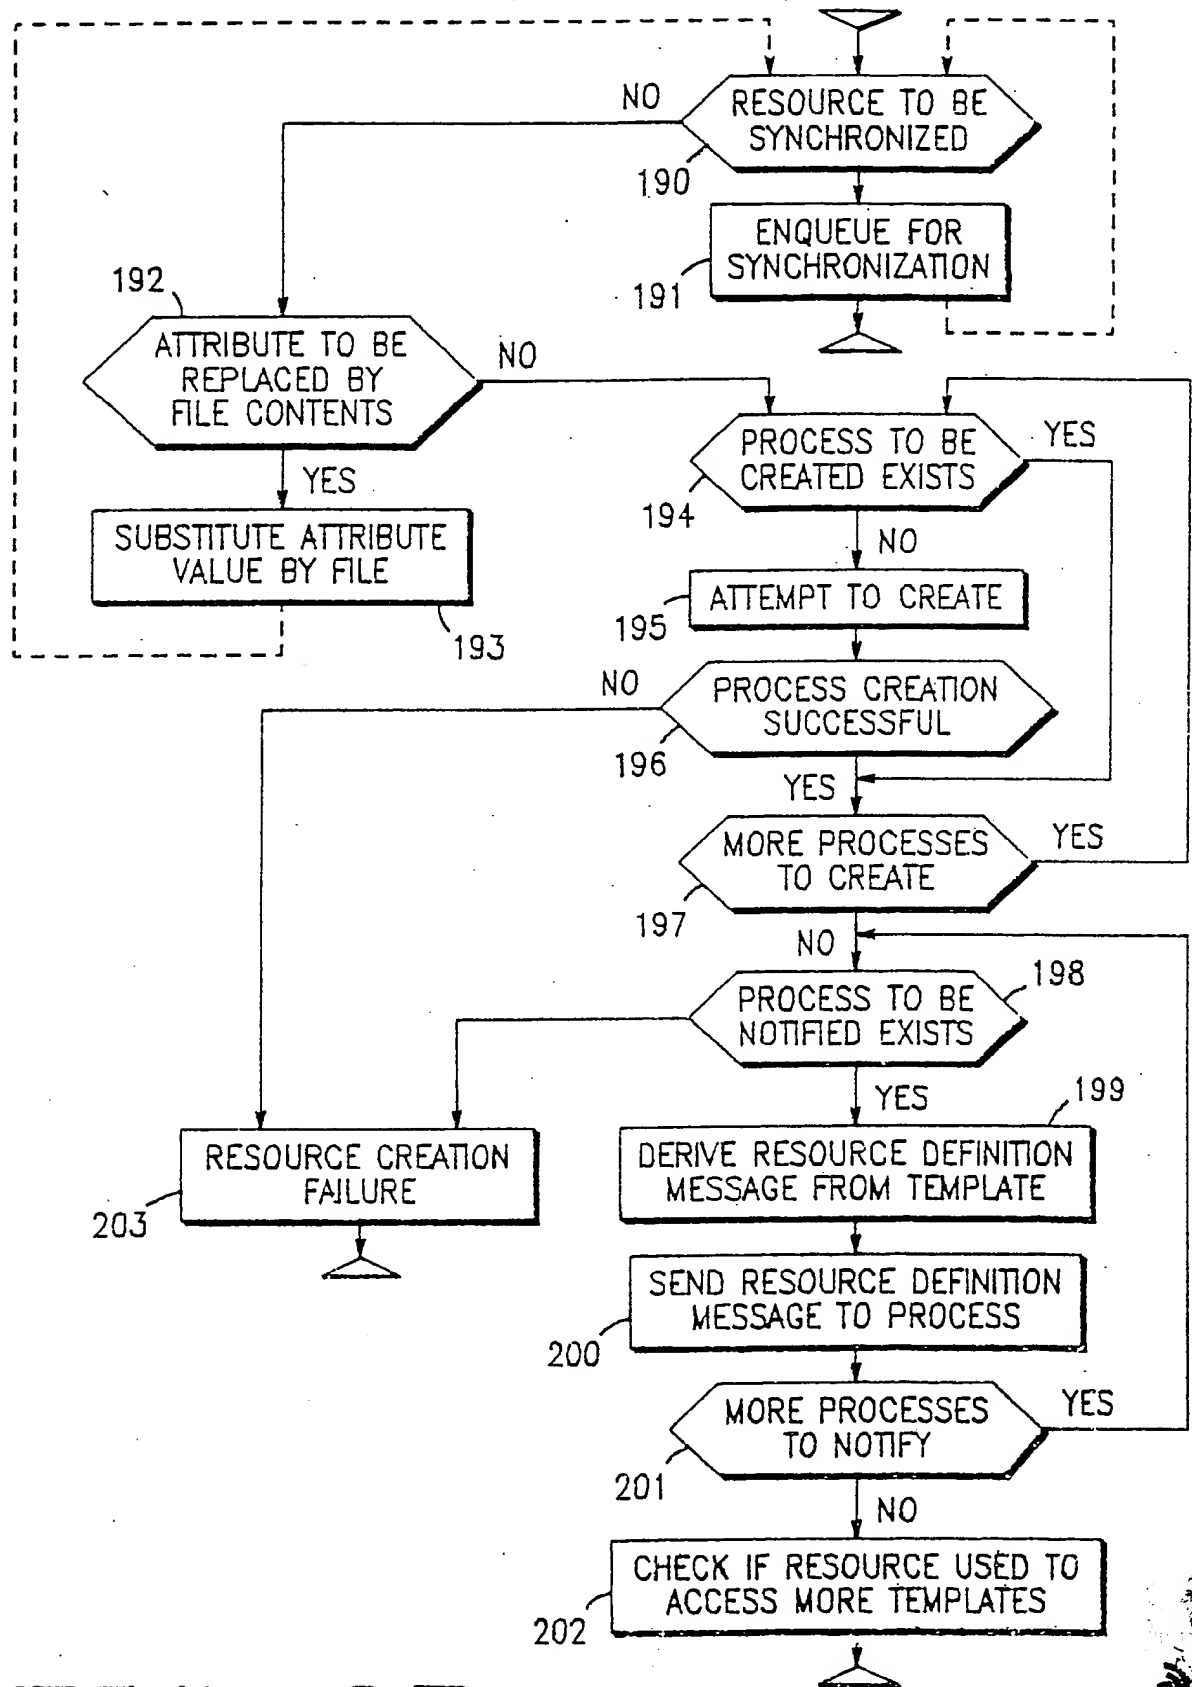 NO
RESOURCE TO BE
SYNCHRONIZED
190
ENQUEUE FOR
SYNCHRONIZATION
191
192
ATTRIBUTE TO BE
REPLACED BY
FILE CONTENTS
NO
YES
SUBSTITUTE ATTRIBUTE
VALUE BY FILE
193
PROCESS TO BE
CREATED EXISTS
YES
194
NO
ATTEMPT TO CREATE
195
NO
PROCESS CREATION
SUCCESSFUL
196
YES
MORE PROCESSES
TO CREATE
YES
197
NO
PROCESS TO BE
NOTIFIED EXISTS
198
YES
199
RESOURCE CREATION
FAILURE
203
DERIVE RESOURCE DEFINITION
MESSAGE FROM TEMPLATE
SEND RESOURCE DEFINITION
MESSAGE TO PROCESS
200
MORE PROCESSES
TO NOTIFY
YES
201
NO
CHECK IF RESOURCE USED TO
ACCESS MORE TEMPLATES
202